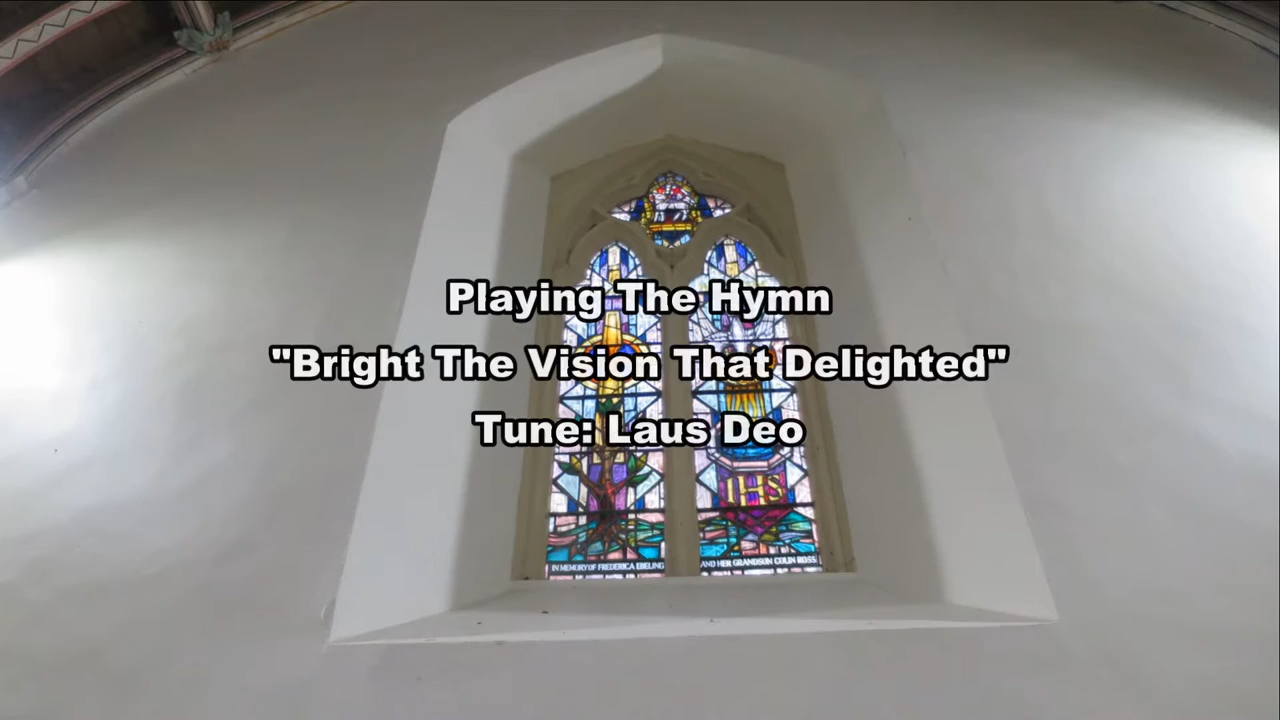 Playing The Hymn
"Bright The Vision That Delighted"
Tune: Laus Deo
IHS
IN MEMORY OF FREDERICA EBELING AND HER GRANDSON COLIN ROSS